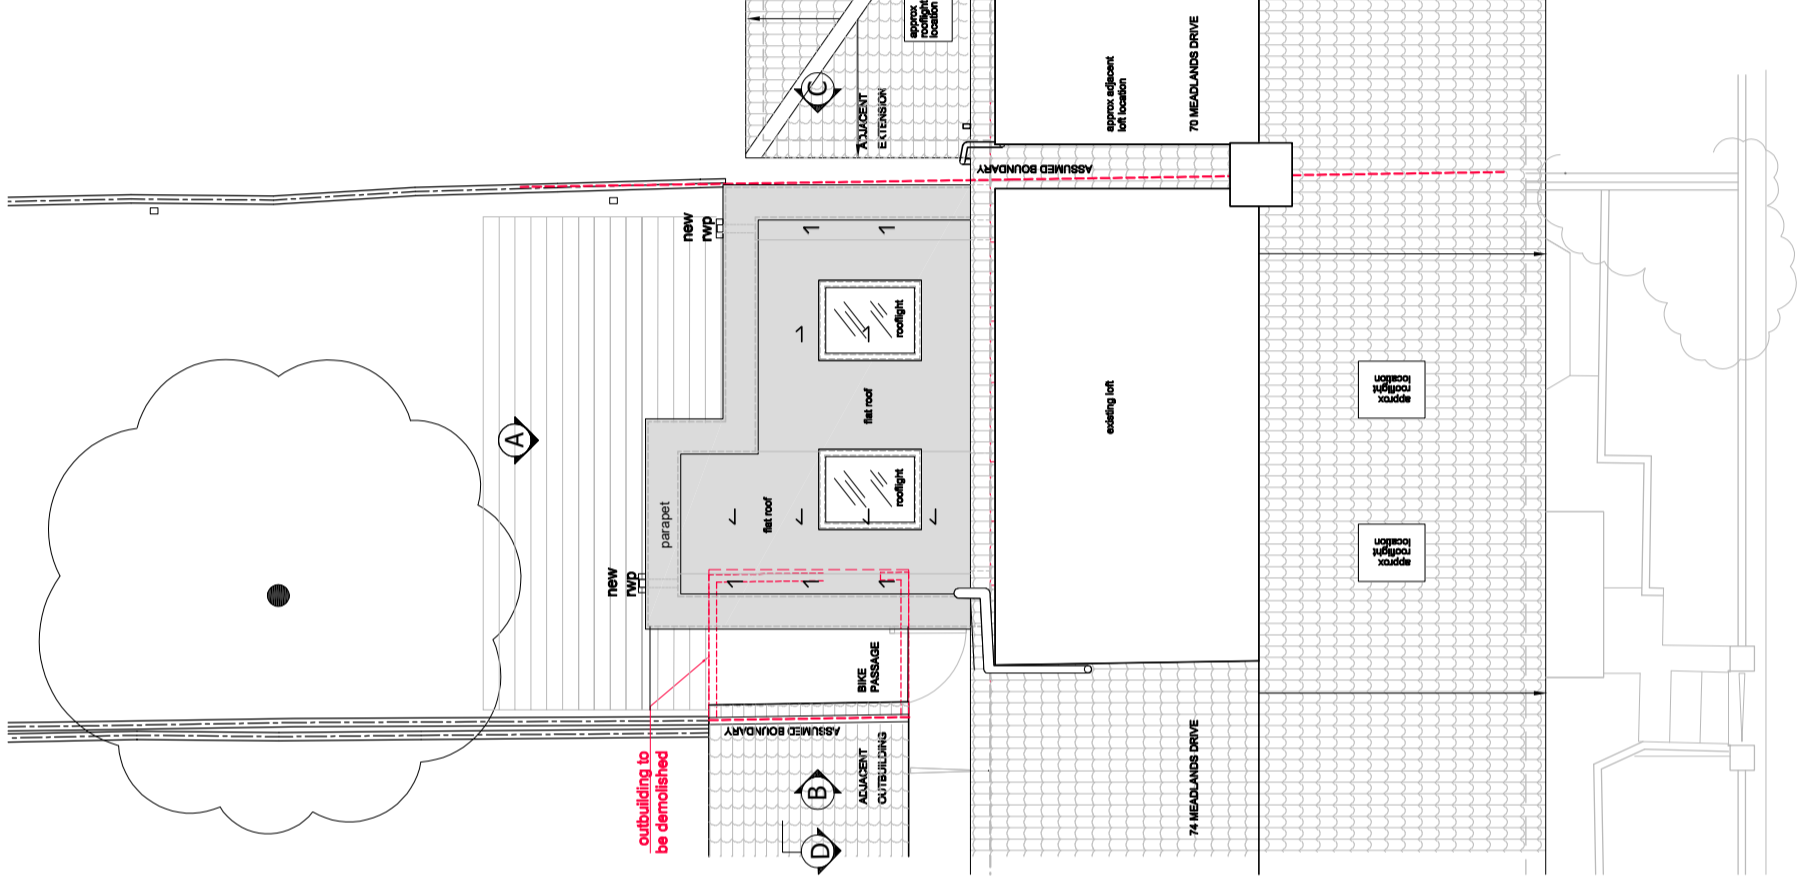 approx
rooflight
location
C
ADJACENT
EXTENSION
approx adjacent
loft location
70 MEADLANDS DRIVE
ASSUMED BOUNDARY
new
rwp
rooflight
flat roof
existing loft
approx
rooflight
location
A
parapet
flat roof
rooflight
approx
rooflight
location
new
rwp
BIKE
PASSAGE
ASSUMED BOUNDARY
outbuilding to
be demolished
ADJACENT
OUTBUILDING
B
D
74 MEADLANDS DRIVE